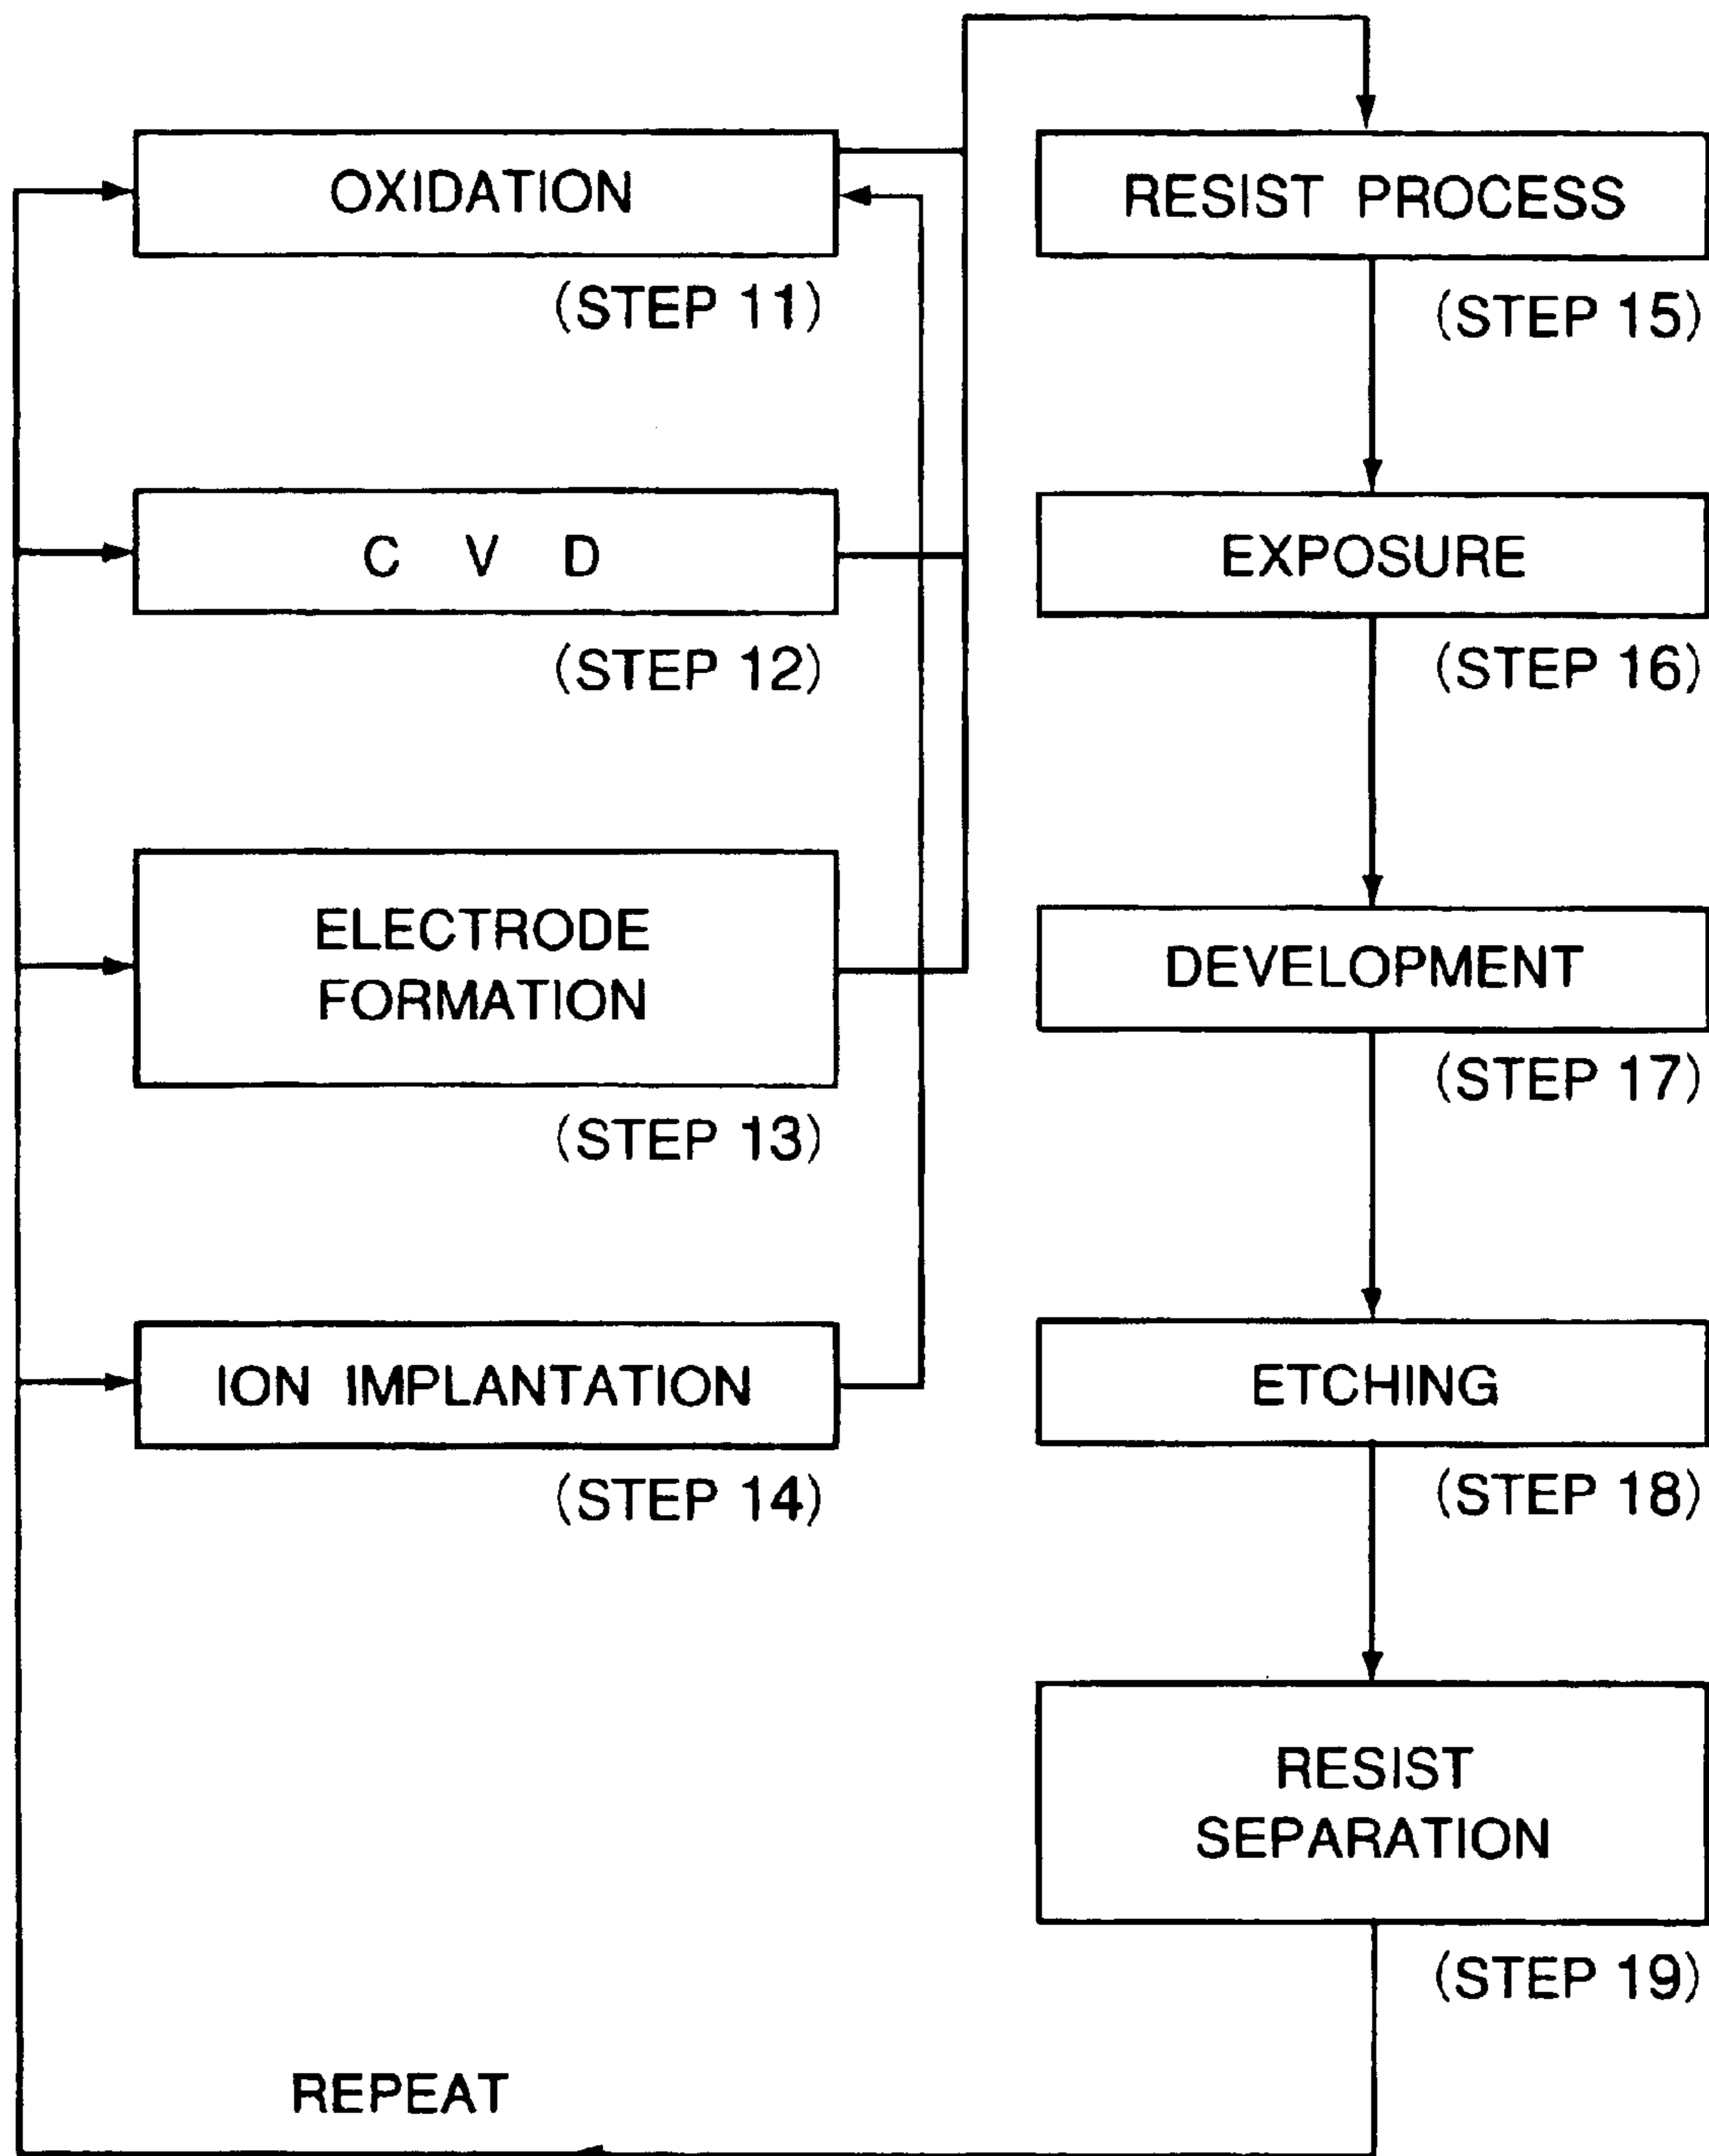 OXIDATION
(STEP 11)
C V D
(STEP 12)
ELECTRODE
FORMATION
(STEP 13)
ION IMPLANTATION
(STEP 14)
RESIST PROCESS
(STEP 15)
EXPOSURE
(STEP 16)
DEVELOPMENT
(STEP 17)
ETCHING
(STEP 18)
RESIST
SEPARATION
(STEP 19)
REPEAT